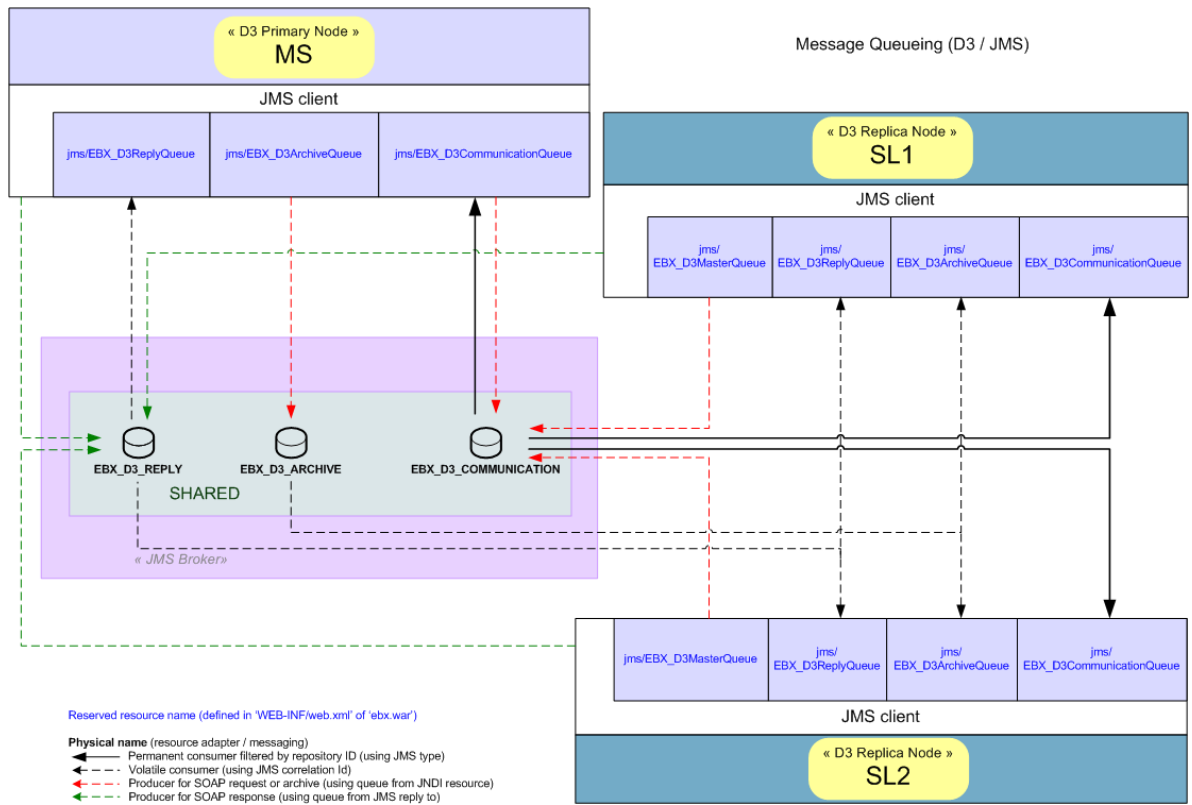 « D3 Primary Node »
MS
Message Queueing (D3 / JMS)
JMS client
jms/EBX_D3ReplyQueue
jms/EBX_D3ArchiveQueue
jms/EBX_D3CommunicationQueue
« D3 Replica Node »
SL1
JMS client
jms/
EBX_D3MasterQueue
jms/
EBX_D3ReplyQueue
jms/
EBX_D3ArchiveQueue
jms/
EBX_D3CommunicationQueue
EBX_D3_REPLY
EBX_D3_ARCHIVE
EBX_D3_COMMUNICATION
SHARED
« JMS Broker»
jms/EBX_D3MasterQueue
jms/
EBX_D3ReplyQueue
jms/
EBX_D3ArchiveQueue
jms/
EBX_D3CommunicationQueue
JMS client
« D3 Replica Node »
SL2
Reserved resource name (defined in ‘WEB-INF/web.xml’ of ‘ebx.war’)
Physical name (resource adapter / messaging)
Permanent consumer filtered by repository ID (using JMS type)
Volatile consumer (using JMS correlation Id)
Producer for SOAP request or archive (using queue from JNDI resource)
Producer for SOAP response (using queue from JMS reply to)